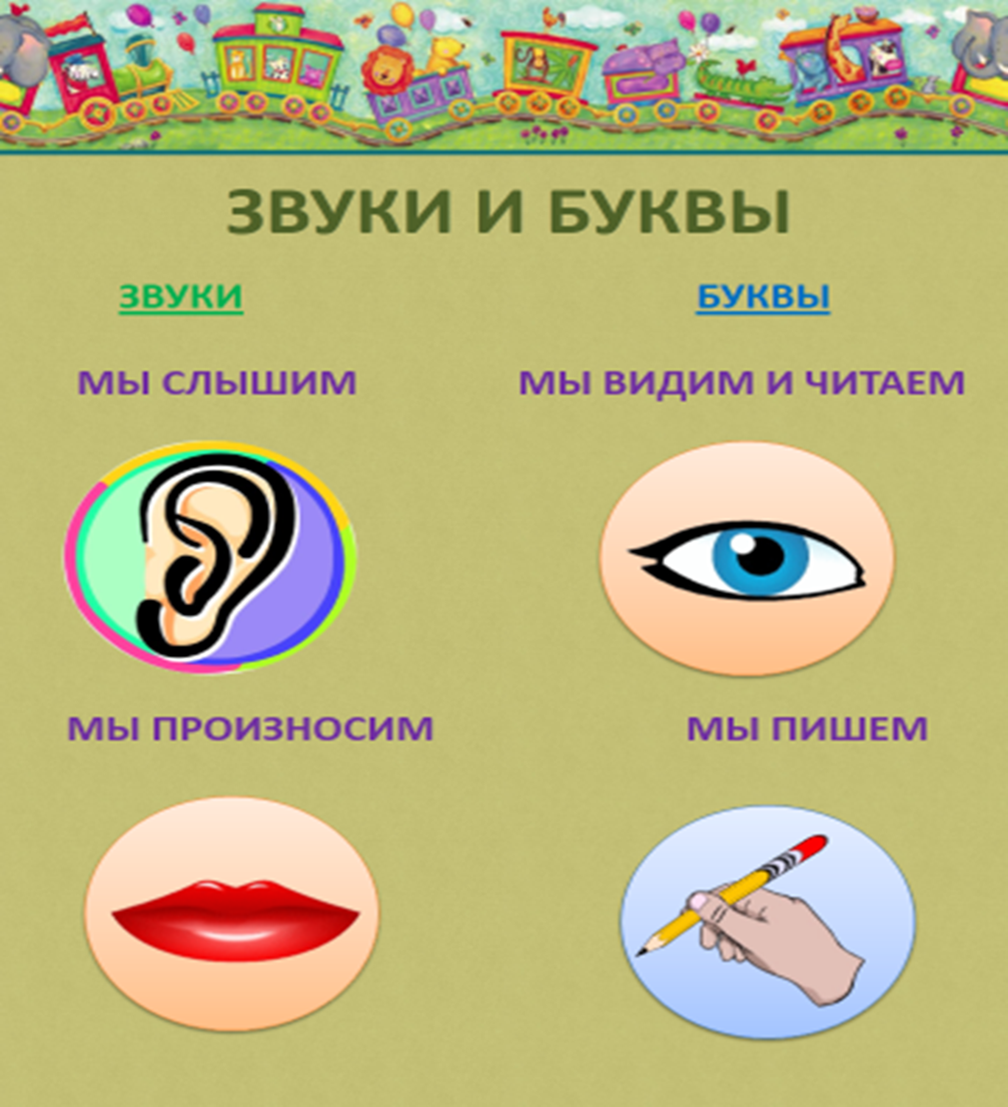 ЗВУКИ И БУКВЫ
ЗВУКИ
БУКВЫ
МЫ СЛЫШИМ
МЫ ВИДИМ И ЧИТАЕМ
МЫ ПРОИЗНОСИМ
МЫ ПИШЕМ